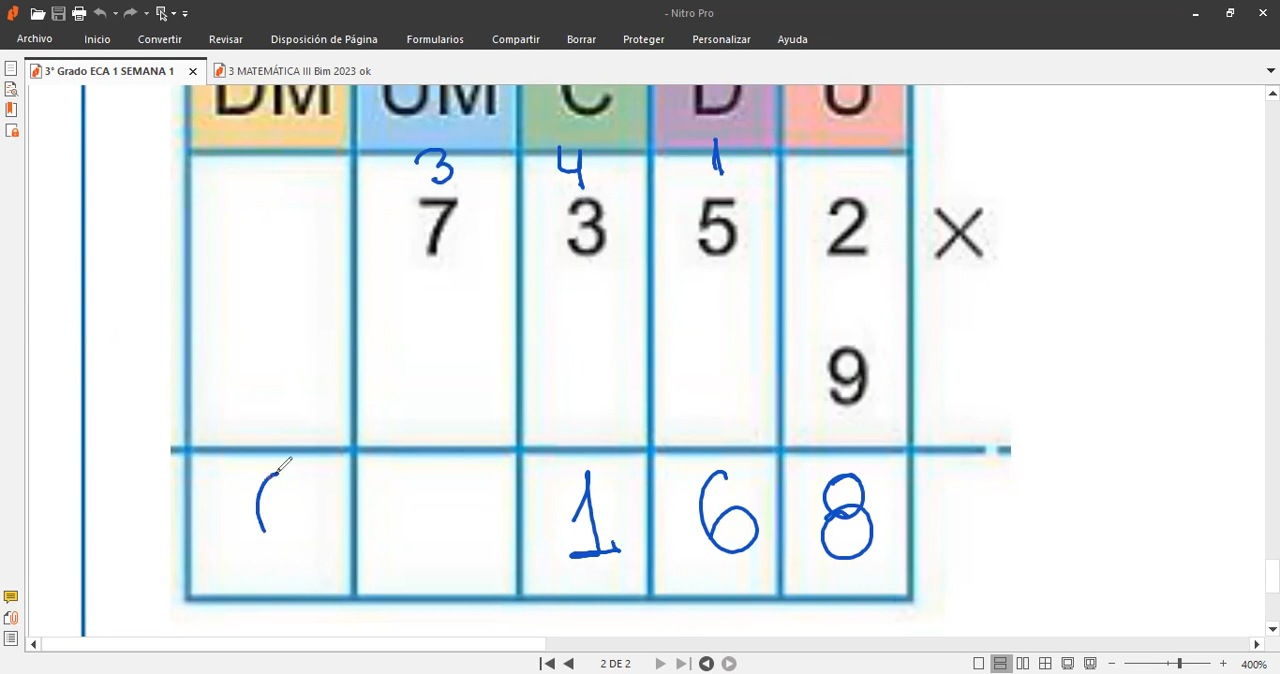 - Nitro Pro
Archivo Inicio Convertir Revisar Disposición de Página Formularios Compartir Borrar Proteger Personalizar Ayuda
3° Grado ECA 1 SEMANA 1 3 MATEMÁTICA III Bim 2023 ok
DM UM C D U
3 4 1
7 3 5 2 ×
9
1 6 8
2 DE 2 400%